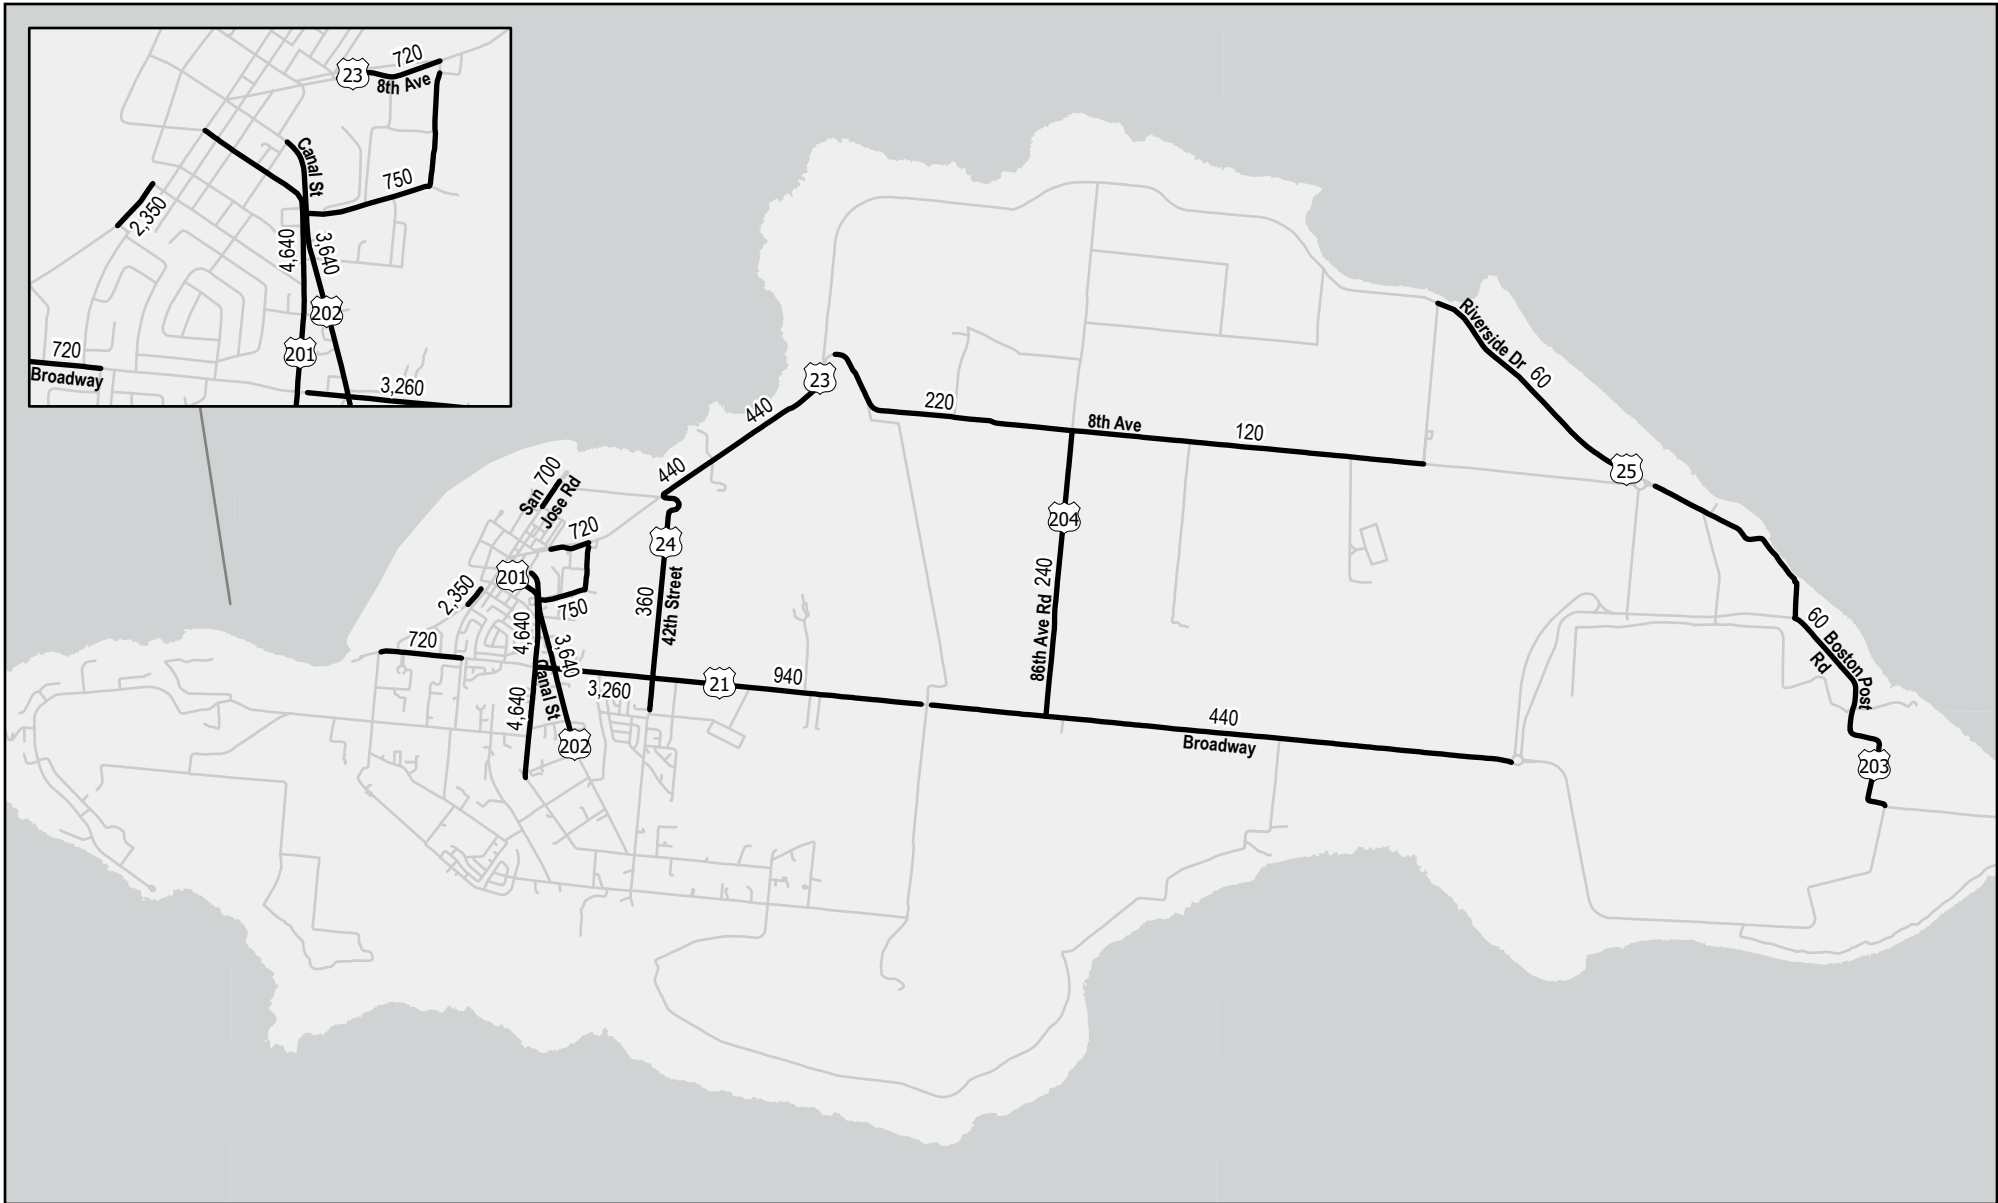 720
23
8th Ave
Canal St
750
2,350
4,640
3,640
202
201
720
Broadway
3,260
Riverside Dr 60
23
440
220
8th Ave
120
25
440
San 700
Jose Rd
720
24
204
201
2,350
750
360
42th Street
86th Ave Rd 240
4,640
3,640
720
60 Boston Post
Rd
Canal St
3,260
21
940
4,640
440
Broadway
202
203